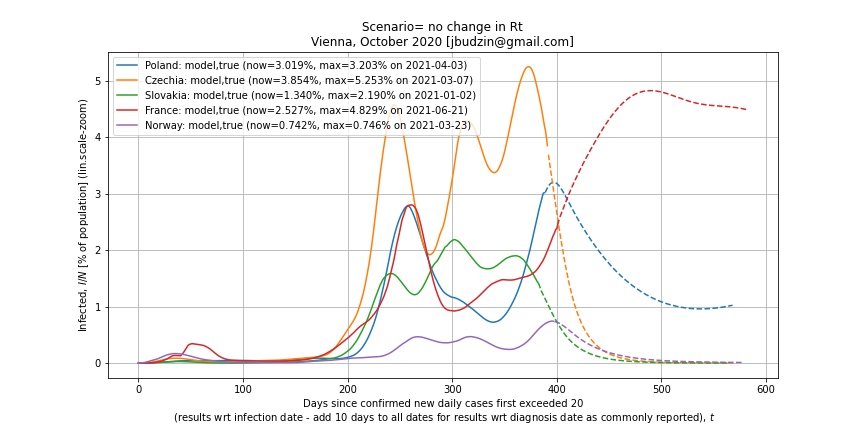 Scenario= no change in Rt
Vienna, October 2020 [jbudzin@gmail.com]
Poland: model,true (now=3.019%, max=3.203% on 2021-04-03)
Czechia: model,true (now=3.854%, max=5.253% on 2021-03-07)
Slovakia: model,true (now=1.340%, max=2.190% on 2021-01-02)
France: model,true (now=2.527%, max=4.829% on 2021-06-21)
Norway: model,true (now=0.742%, max=0.746% on 2021-03-23)
Infected, I/N [% of population] (lin.scale-zoom)
5
4
3
2
1
0
0 100 200 300 400 500 600
Days since confirmed new daily cases first exceeded 20
(results wrt infection date - add 10 days to all dates for results wrt diagnosis date as commonly reported), t